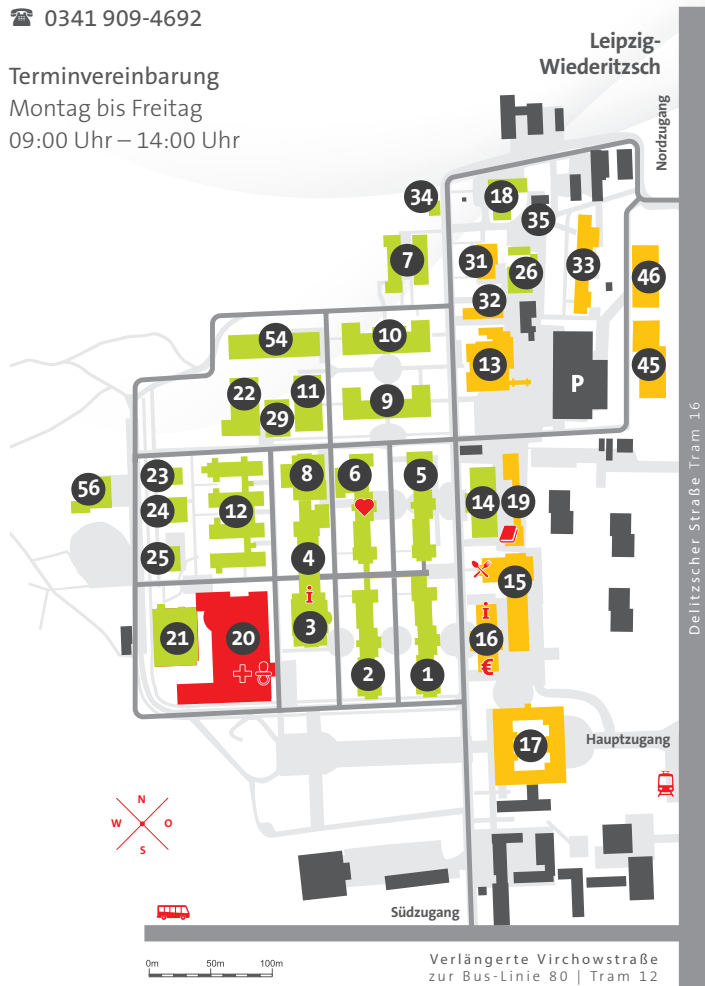 0341 909-4692
Terminvereinbarung
Montag bis Freitag
09:00 Uhr – 14:00 Uhr
Leipzig-
Wiederitzsch
Nordzugang
34
18
35
7
31
26
33
46
32
54
10
13
45
P
22
11
29
9
Delitzscher Straße Tram 16
56
23
8
6
5
24
12
14
19
25
4
15
i
i
21
20
3
16
2
1
€
17
Hauptzugang
N
W
O
S
Südzugang
0m
50m
100m
Verlängerte Virchowstraße
zur Bus-Linie 80 | Tram 12